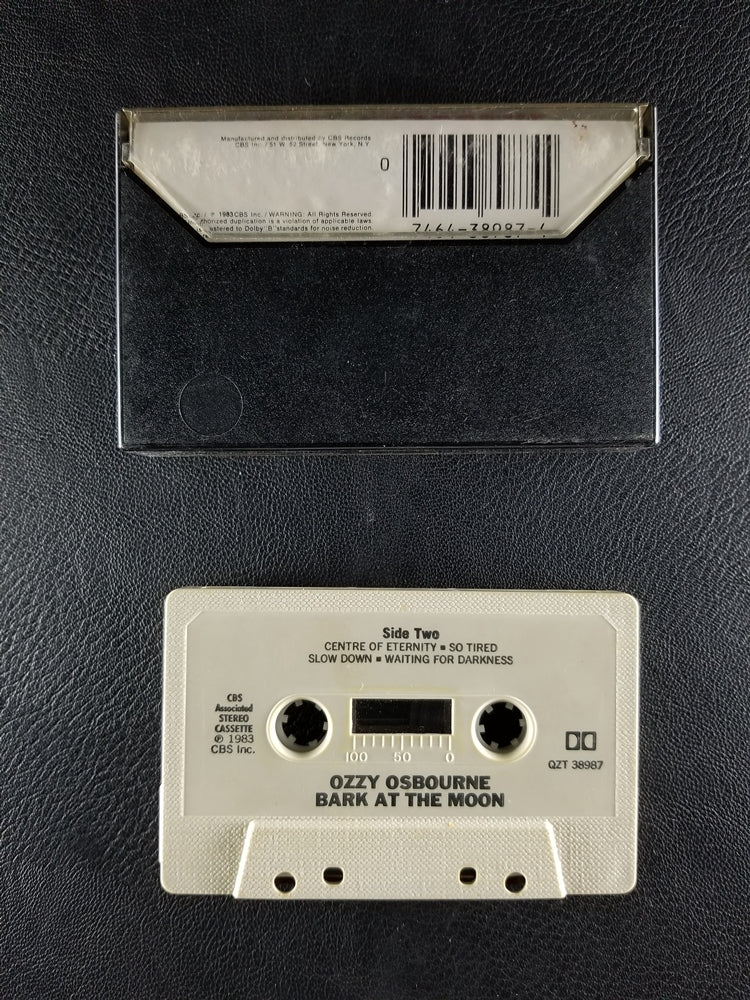 Manufactured and distributed by CBS Records
CBS Inc. / 51 W. 52 Street, New York, N.Y.
0
/ ℗ 1983 CBS Inc. / WARNING: All Rights Reserved
duplication is a violation of applicable laws.
to Dolby "B" standards for noise reduction.
7464-38987-4
Side Two
CENTRE OF ETERNITY ■ SO TIRED
SLOW DOWN ■ WAITING FOR DARKNESS
CBS
Associated
STEREO
CASSETTE
℗ 1983
CBS Inc.
100 50 0
QZT 38987
OZZY OSBOURNE
BARK AT THE MOON